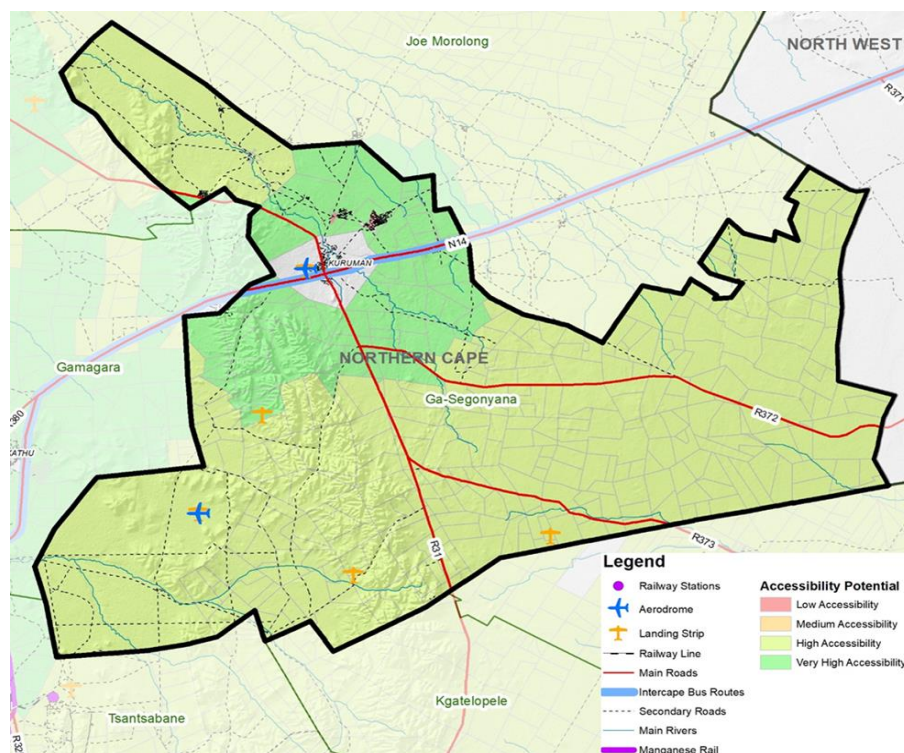 Joe Morolong
NORTH WEST
R371
N14
KURUMAN
NORTHERN CAPE
Gamagara
Ga-Segonyana
R380
KATHU
R372
R31
R373
Legend
Railway Stations
Aerodrome
Landing Strip
Railway Line
Main Roads
Intercape Bus Routes
Secondary Roads
Main Rivers
Manganese Rail
Accessibility Potential
Low Accessibility
Medium Accessibility
High Accessibility
Very High Accessibility
Kgatelopele
Tsantsabane
R32